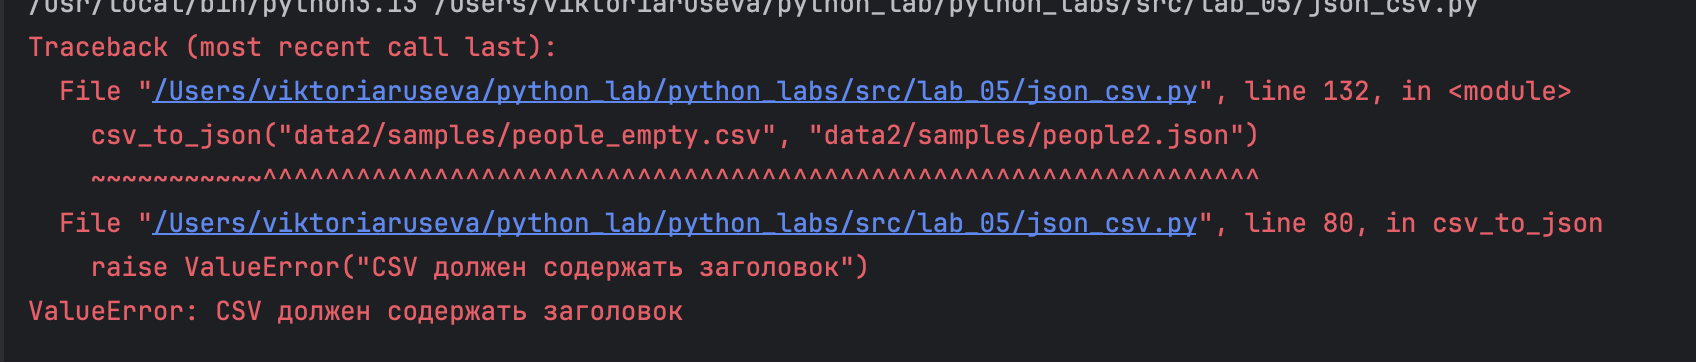 /usr/local/bin/python3.13 /Users/viktoriaruseva/python_lab/python_labs/src/lab_05/json_csv.py
Traceback (most recent call last):
  File "/Users/viktoriaruseva/python_lab/python_labs/src/lab_05/json_csv.py", line 132, in <module>
    csv_to_json("data2/samples/people_empty.csv", "data2/samples/people2.json")
    ~~~~~~~~~~~^^^^^^^^^^^^^^^^^^^^^^^^^^^^^^^^^^^^^^^^^^^^^^^^^^^^^^^^^^^^^^^^
  File "/Users/viktoriaruseva/python_lab/python_labs/src/lab_05/json_csv.py", line 80, in csv_to_json
    raise ValueError("CSV должен содержать заголовок")
ValueError: CSV должен содержать заголовок